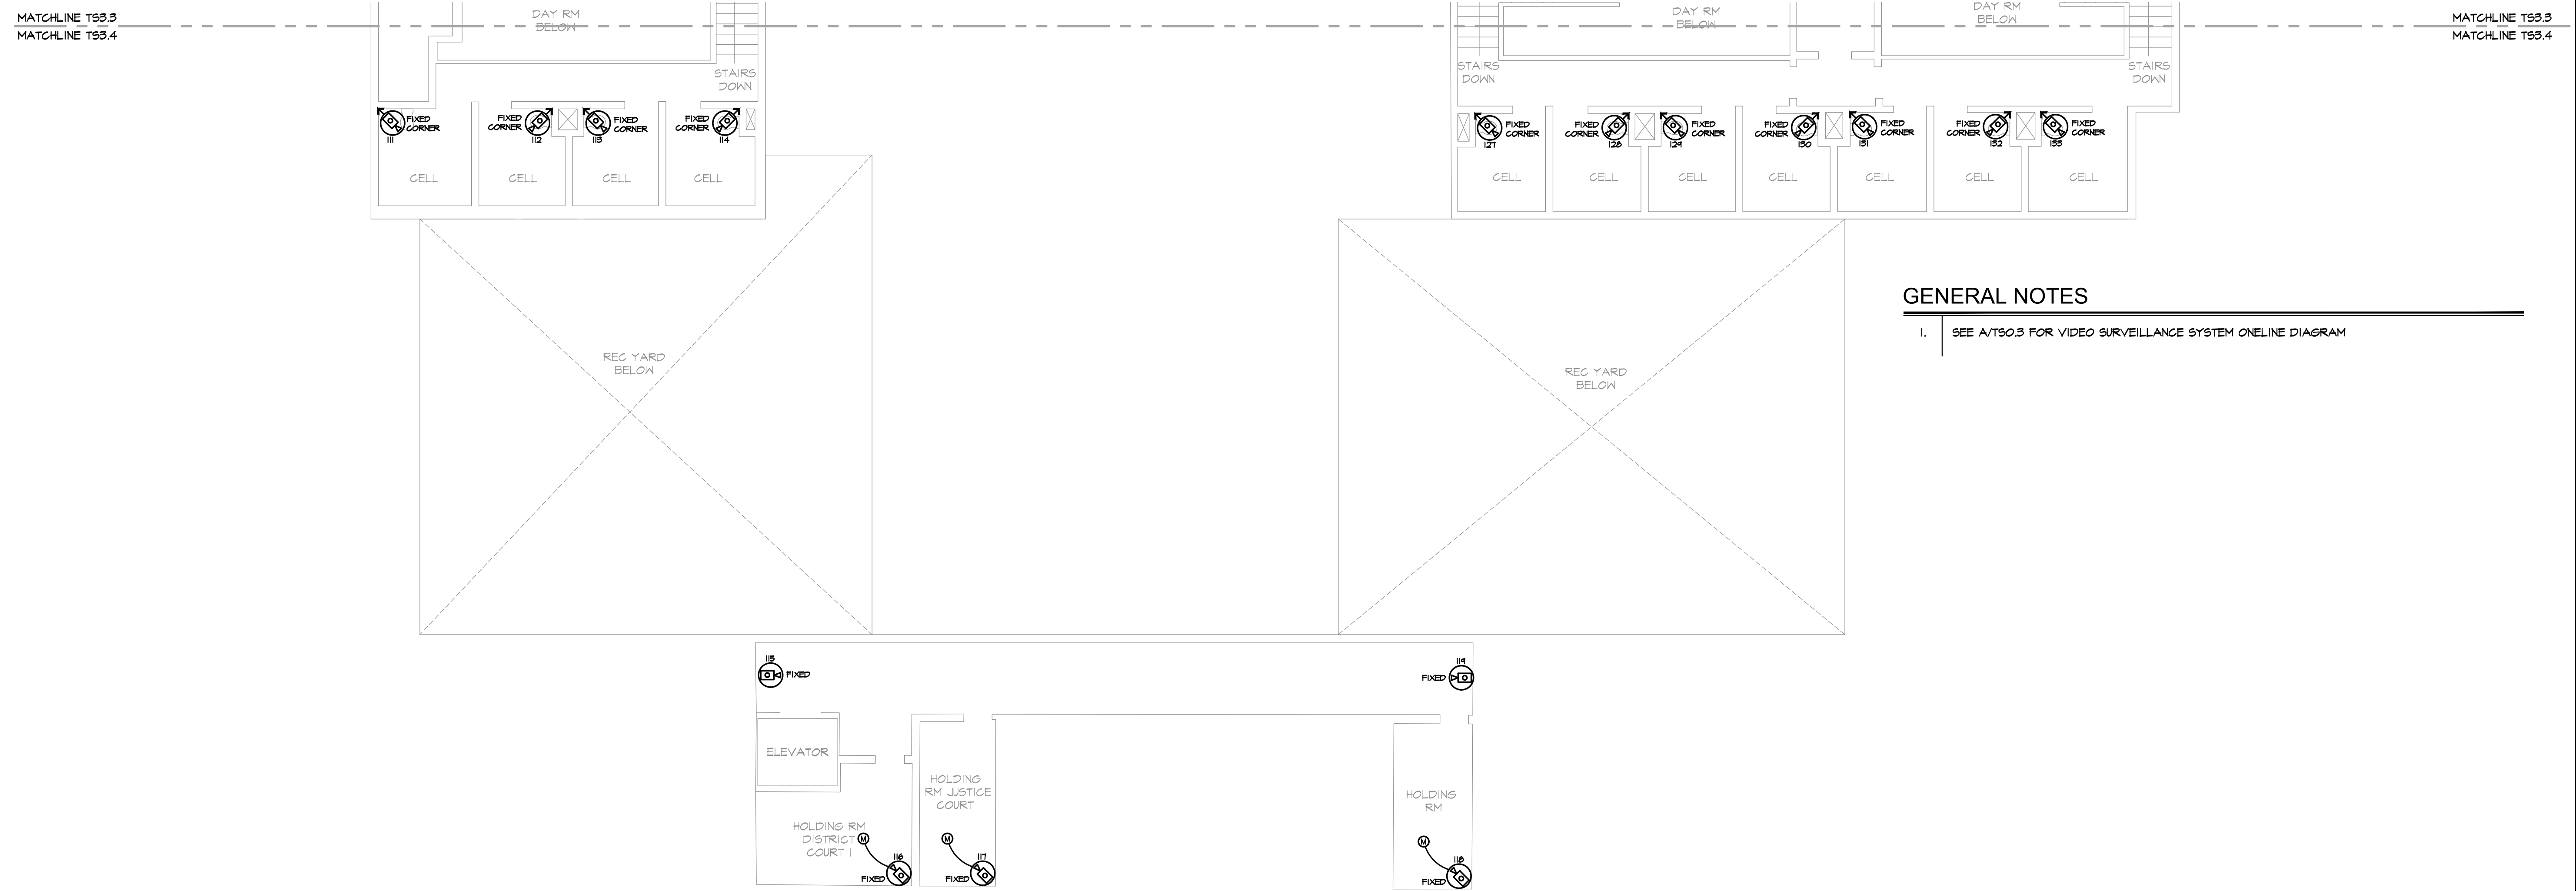 MATCHLINE TS3.3
MATCHLINE TS3.4
DAY RM
BELOW
DAY RM
BELOW
DAY RM
BELOW
MATCHLINE TS3.3
MATCHLINE TS3.4
STAIRS
DOWN
STAIRS
DOWN
STAIRS
DOWN
FIXED
CORNER
111
FIXED
CORNER
112
FIXED
CORNER
113
FIXED
CORNER
114
FIXED
CORNER
127
FIXED
CORNER
128
FIXED
CORNER
129
FIXED
CORNER
130
FIXED
CORNER
131
FIXED
CORNER
132
FIXED
CORNER
133
CELL
CELL
CELL
CELL
CELL
CELL
CELL
CELL
CELL
CELL
CELL
GENERAL NOTES
1. SEE A/TS0.3 FOR VIDEO SURVEILLANCE SYSTEM ONELINE DIAGRAM
REC YARD
BELOW
REC YARD
BELOW
115
FIXED
119
FIXED
ELEVATOR
HOLDING
RM JUSTICE
COURT
HOLDING
RM
HOLDING RM
DISTRICT
COURT 1
M
116
FIXED
M
117
FIXED
M
118
FIXED